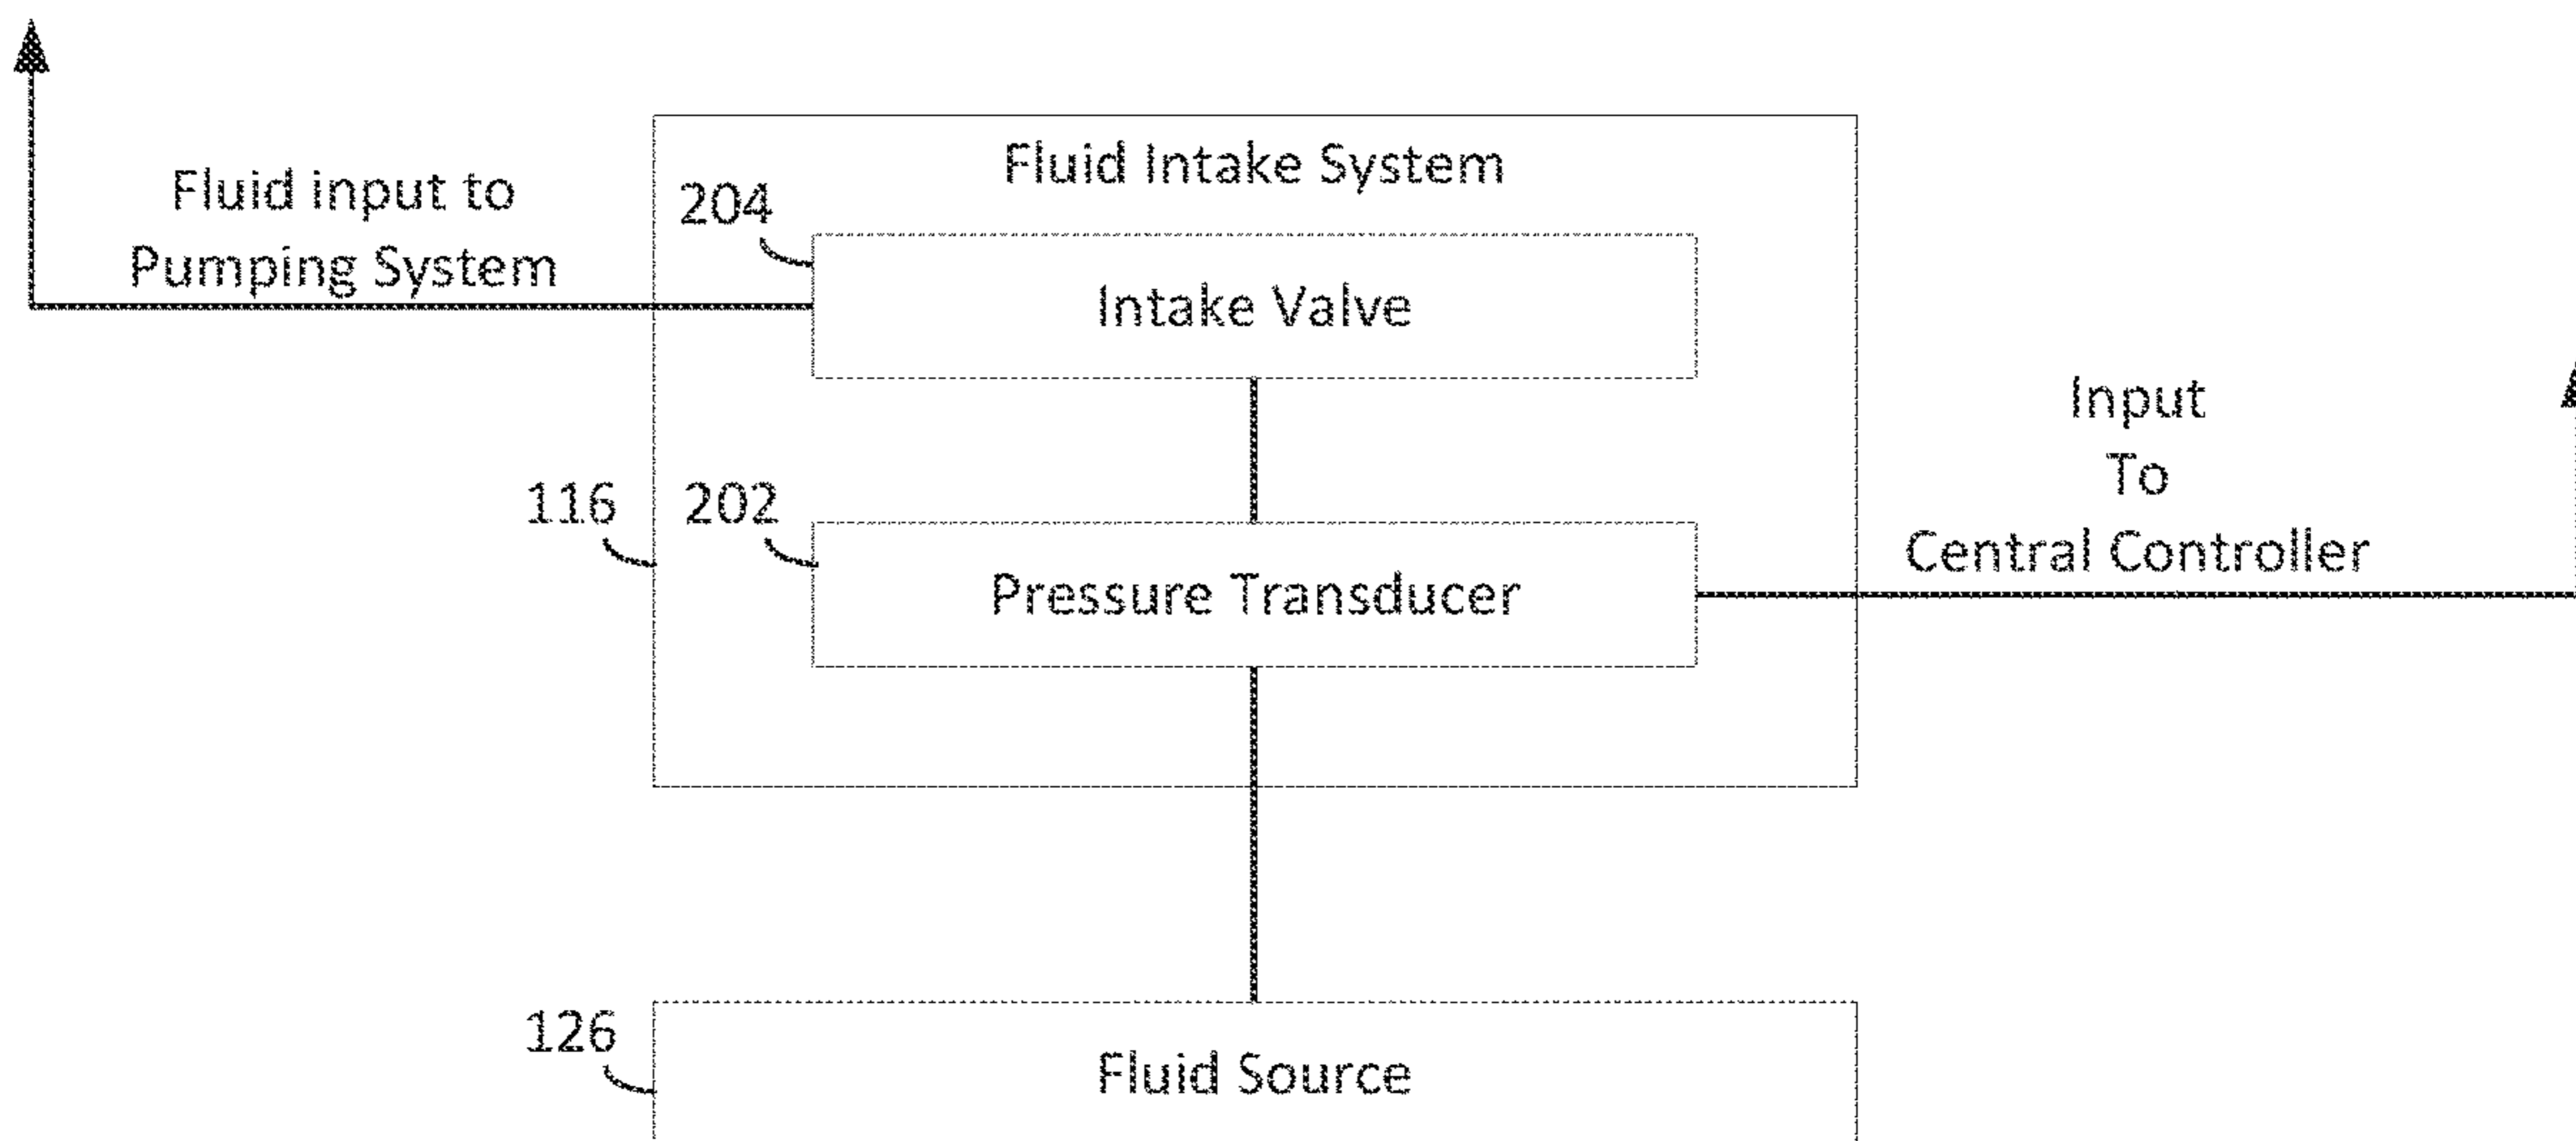 Fluid Intake System
Fluid input to
Pumping System
204
Intake Valve
Input
To
Central Controller
116
202
Pressure Transducer
126
Fluid Source